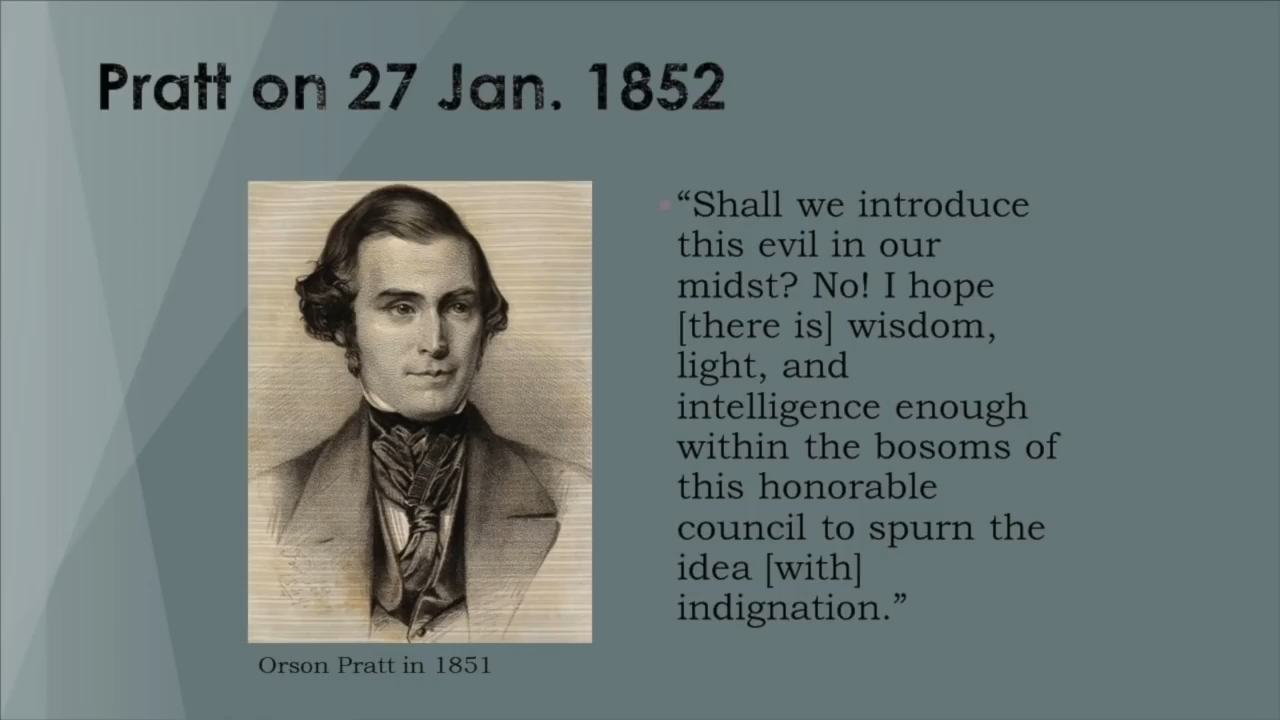 Pratt on 27 Jan. 1852
“Shall we introduce
this evil in our
midst? No! I hope
[there is] wisdom,
light, and
intelligence enough
within the bosoms of
this honorable
council to spurn the
idea [with]
indignation.”
Orson Pratt in 1851